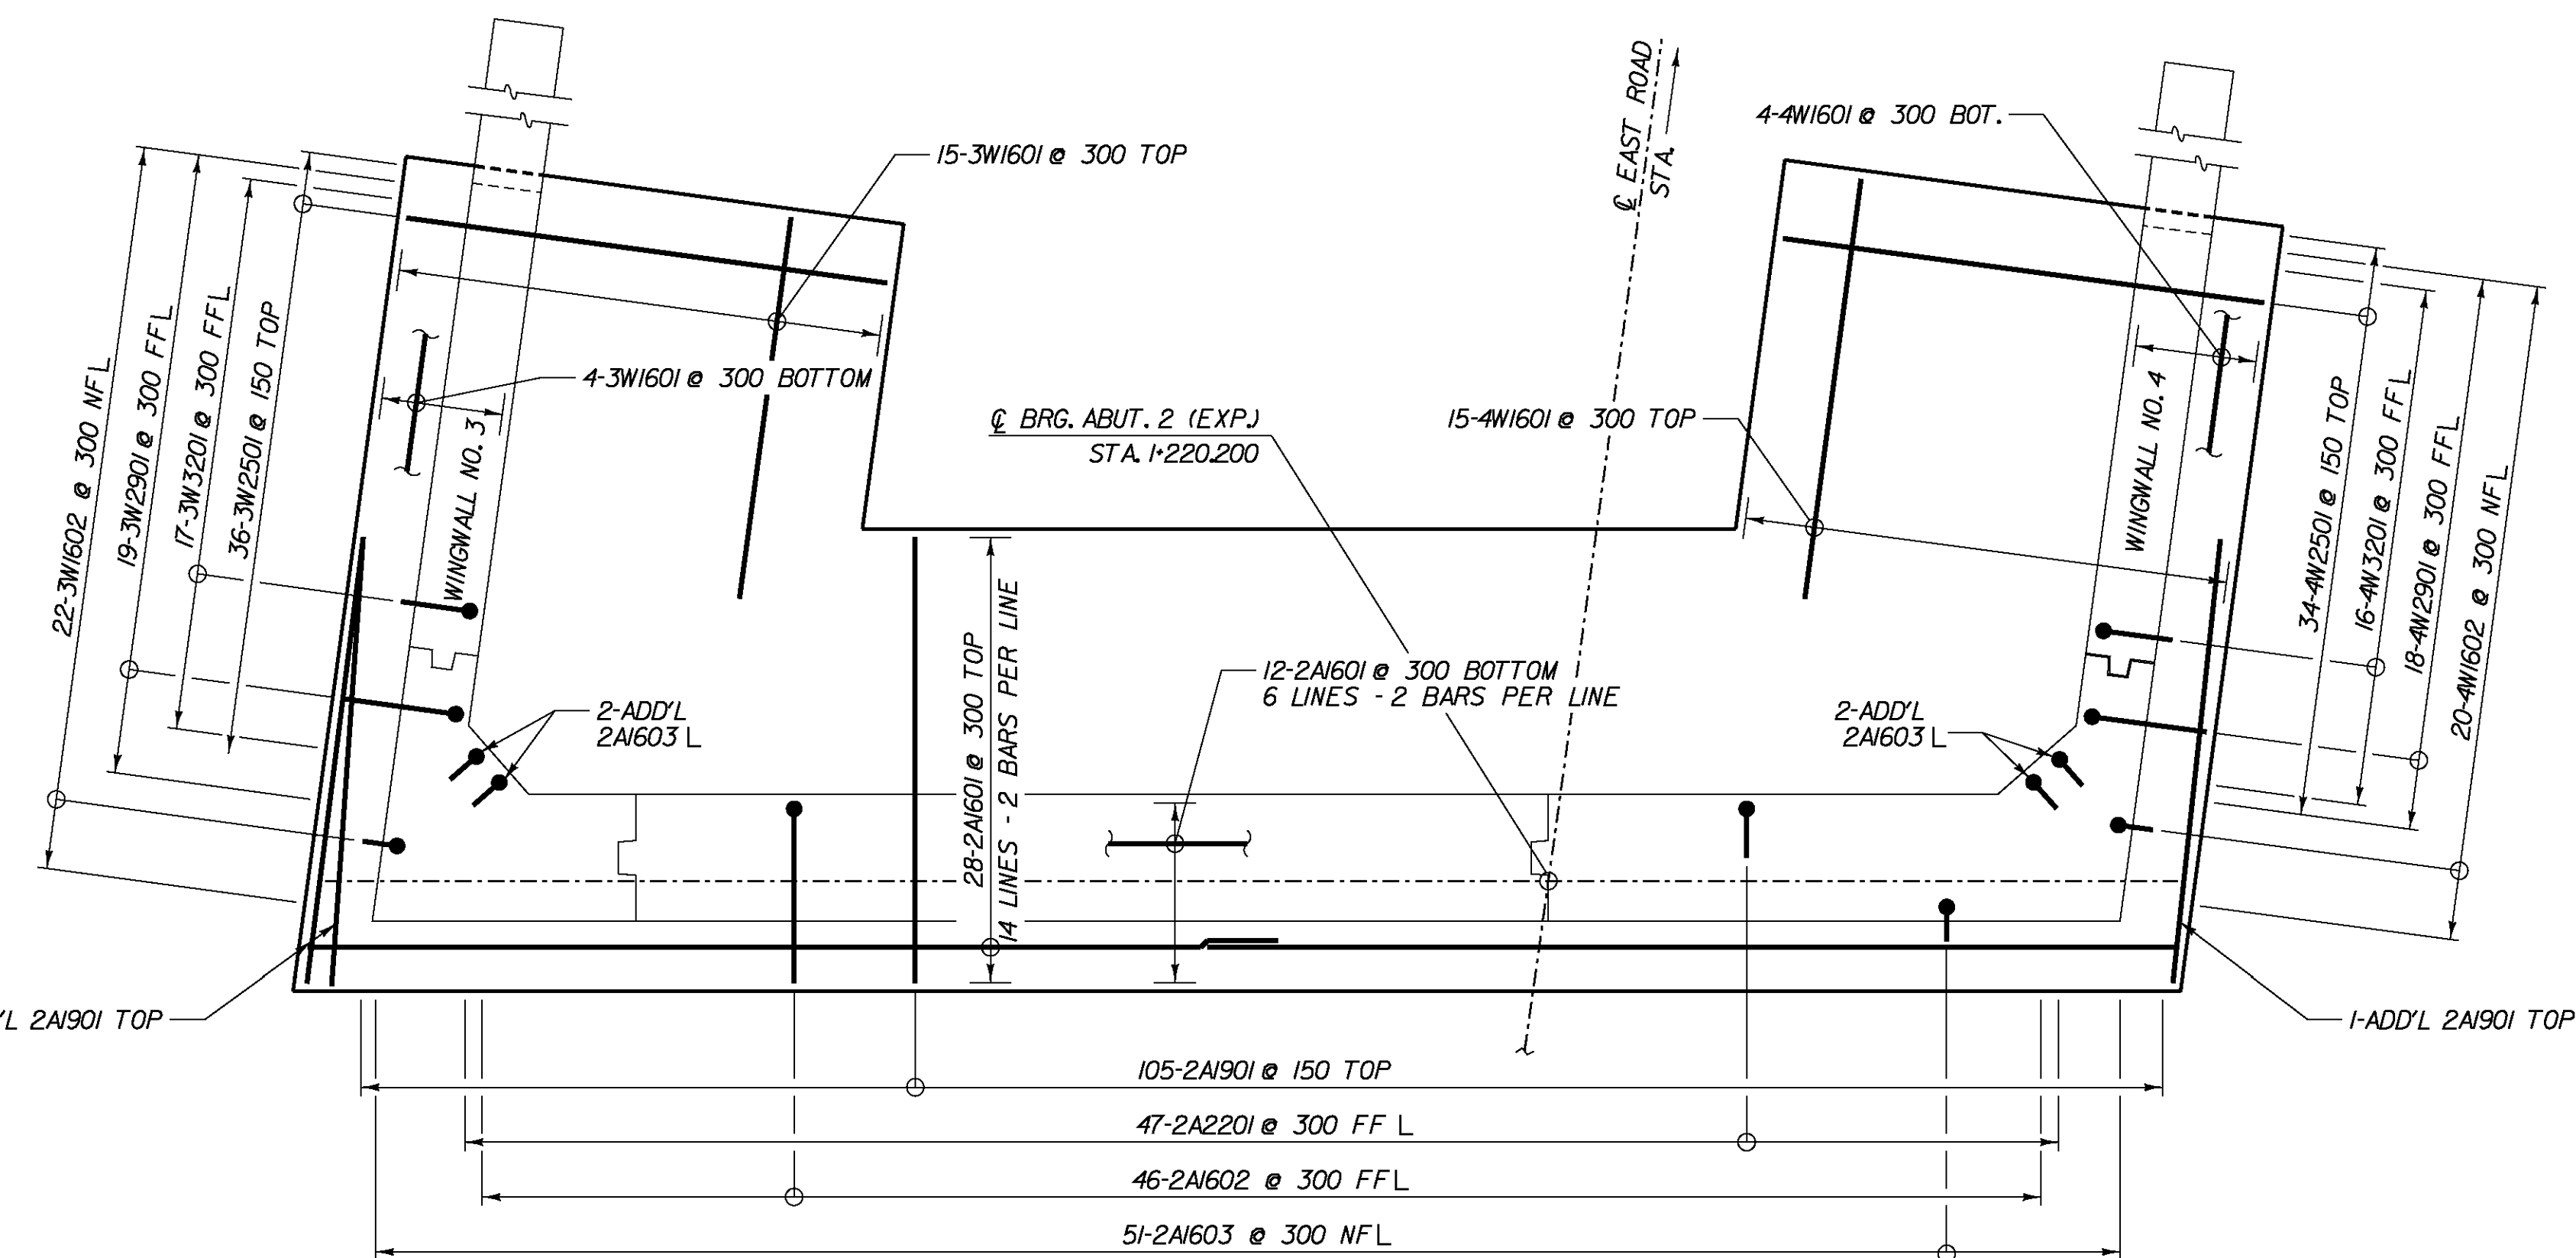 ℄ EAST ROAD
STA.
4-4W1601 @ 300 BOT.
15-3W1601 @ 300 TOP
22-3W1602 @ 300 NF L
19-3W2901 @ 300 FF L
17-3W3201 @ 300 FF L
36-3W2501 @ 150 TOP
WINGWALL NO. 3
4-3W1601 @ 300 BOTTOM
℄ BRG. ABUT. 2 (EXP.)
STA. 1+220.200
15-4W1601 @ 300 TOP
WINGWALL NO. 4
34-4W2501 @ 150 TOP
16-4W3201 @ 300 FF L
18-4W2901 @ 300 FF L
20-4W1602 @ 300 NF L
2-ADD'L
2A1603 L
28-2A1601 @ 300 TOP
14 LINES - 2 BARS PER LINE
12-2A1601 @ 300 BOTTOM
6 LINES - 2 BARS PER LINE
2-ADD'L
2A1603 L
'L 2A1901 TOP
1-ADD'L 2A1901 TOP
105-2A1901 @ 150 TOP
47-2A2201 @ 300 FF L
46-2A1602 @ 300 FF L
51-2A1603 @ 300 NF L